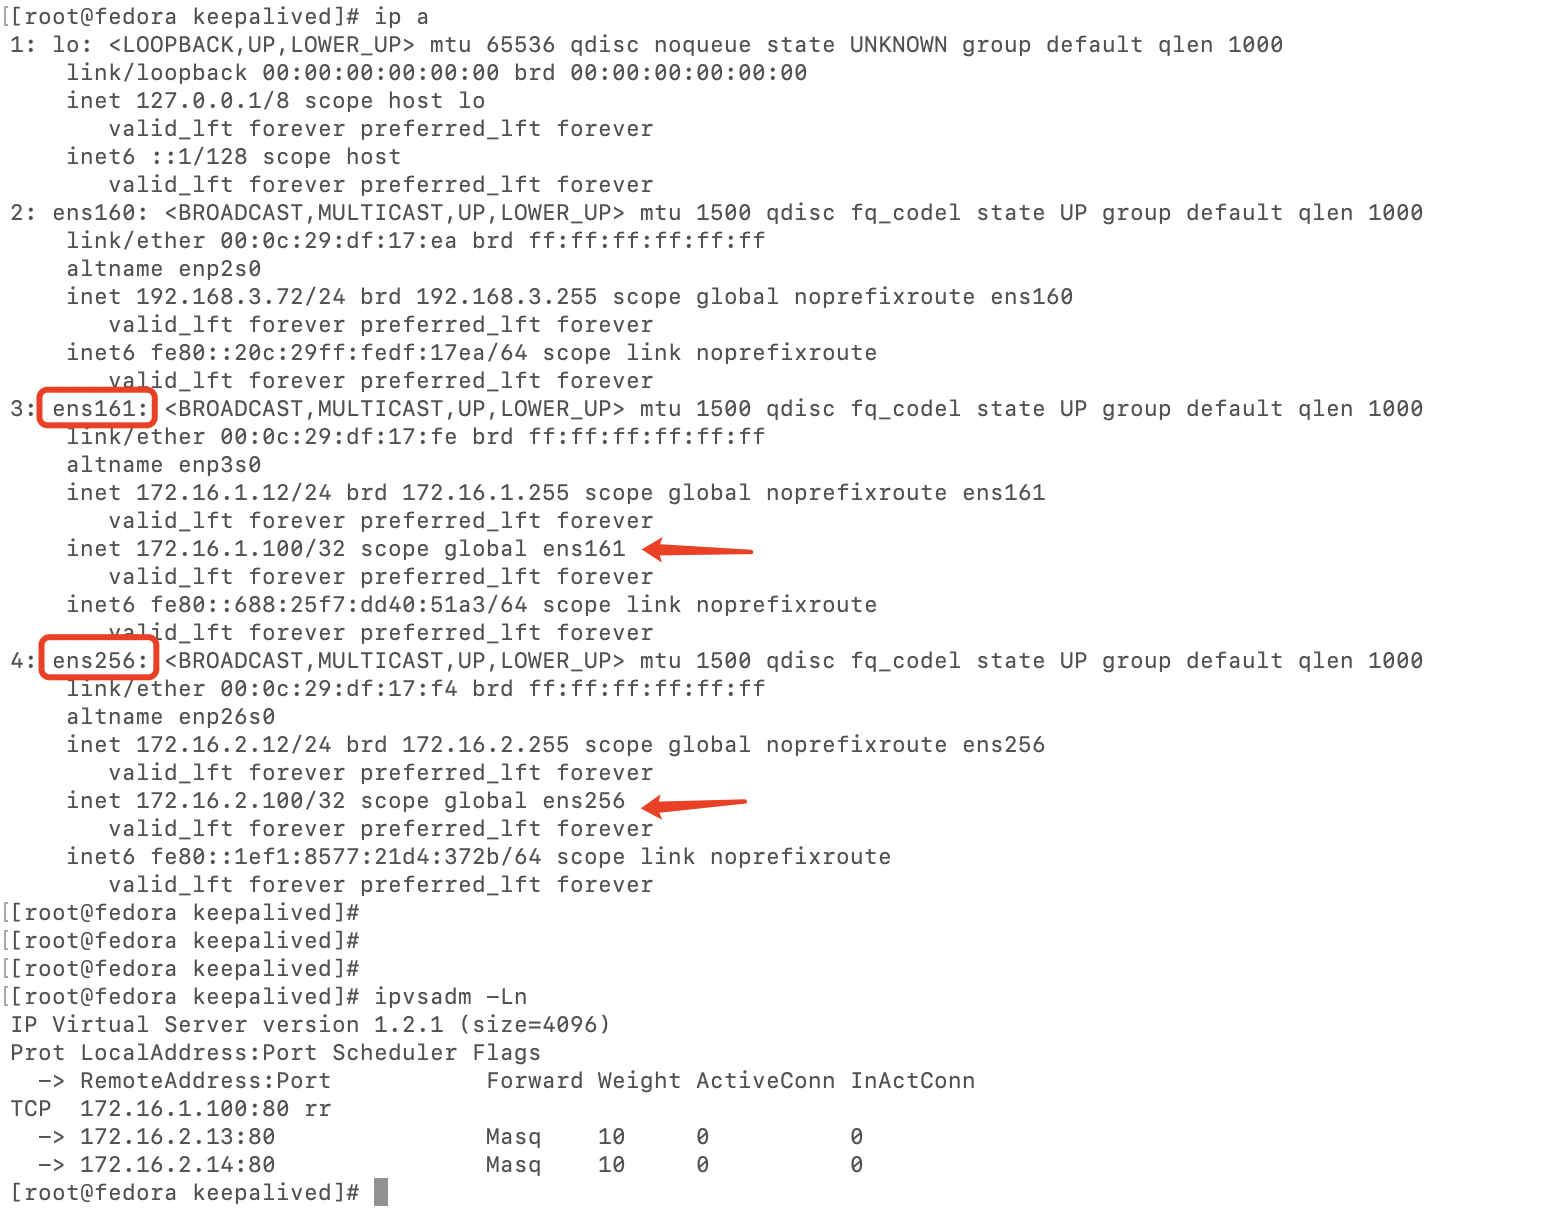 [[root@fedora keepalived]# ip a
1: lo: <LOOPBACK,UP,LOWER_UP> mtu 65536 qdisc noqueue state UNKNOWN group default qlen 1000
    link/loopback 00:00:00:00:00:00 brd 00:00:00:00:00:00
    inet 127.0.0.1/8 scope host lo
       valid_lft forever preferred_lft forever
    inet6 ::1/128 scope host
       valid_lft forever preferred_lft forever
2: ens160: <BROADCAST,MULTICAST,UP,LOWER_UP> mtu 1500 qdisc fq_codel state UP group default qlen 1000
    link/ether 00:0c:29:df:17:ea brd ff:ff:ff:ff:ff:ff
    altname enp2s0
    inet 192.168.3.72/24 brd 192.168.3.255 scope global noprefixroute ens160
       valid_lft forever preferred_lft forever
    inet6 fe80::20c:29ff:fedf:17ea/64 scope link noprefixroute
       valid_lft forever preferred_lft forever
3: ens161: <BROADCAST,MULTICAST,UP,LOWER_UP> mtu 1500 qdisc fq_codel state UP group default qlen 1000
    link/ether 00:0c:29:df:17:fe brd ff:ff:ff:ff:ff:ff
    altname enp3s0
    inet 172.16.1.12/24 brd 172.16.1.255 scope global noprefixroute ens161
       valid_lft forever preferred_lft forever
    inet 172.16.1.100/32 scope global ens161
       valid_lft forever preferred_lft forever
    inet6 fe80::688:25f7:dd40:51a3/64 scope link noprefixroute
       valid_lft forever preferred_lft forever
4: ens256: <BROADCAST,MULTICAST,UP,LOWER_UP> mtu 1500 qdisc fq_codel state UP group default qlen 1000
    link/ether 00:0c:29:df:17:f4 brd ff:ff:ff:ff:ff:ff
    altname enp26s0
    inet 172.16.2.12/24 brd 172.16.2.255 scope global noprefixroute ens256
       valid_lft forever preferred_lft forever
    inet 172.16.2.100/32 scope global ens256
       valid_lft forever preferred_lft forever
    inet6 fe80::1ef1:8577:21d4:372b/64 scope link noprefixroute
       valid_lft forever preferred_lft forever
[[root@fedora keepalived]#
[[root@fedora keepalived]#
[[root@fedora keepalived]#
[[root@fedora keepalived]# ipvsadm -Ln
IP Virtual Server version 1.2.1 (size=4096)
Prot LocalAddress:Port Scheduler Flags
  -> RemoteAddress:Port           Forward Weight ActiveConn InActConn
TCP  172.16.1.100:80 rr
  -> 172.16.2.13:80               Masq    10     0          0
  -> 172.16.2.14:80               Masq    10     0          0
[root@fedora keepalived]#